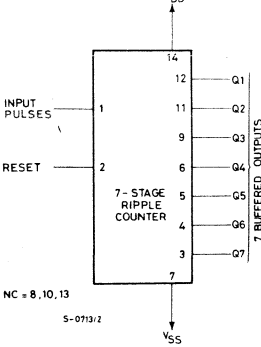 DD
14
12 Q1
INPUT PULSES 1 11 Q2
9 Q3
RESET 2 6 Q4
7-STAGE RIPPLE COUNTER
5 Q5
4 Q6
3 Q7
7 BUFFERED OUTPUTS
7
NC = 8,10,13
S-0713/2
VSS